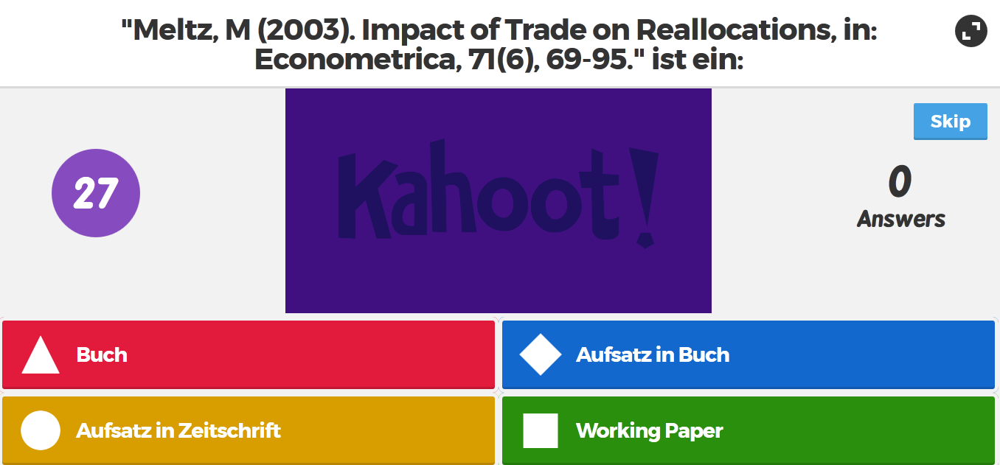 "Meltz, M (2003). Impact of Trade on Reallocations, in:
Econometrica, 71(6), 69-95." ist ein:
Skip
27
Kahoot!
0
Answers
Buch
Aufsatz in Buch
Aufsatz in Zeitschrift
Working Paper